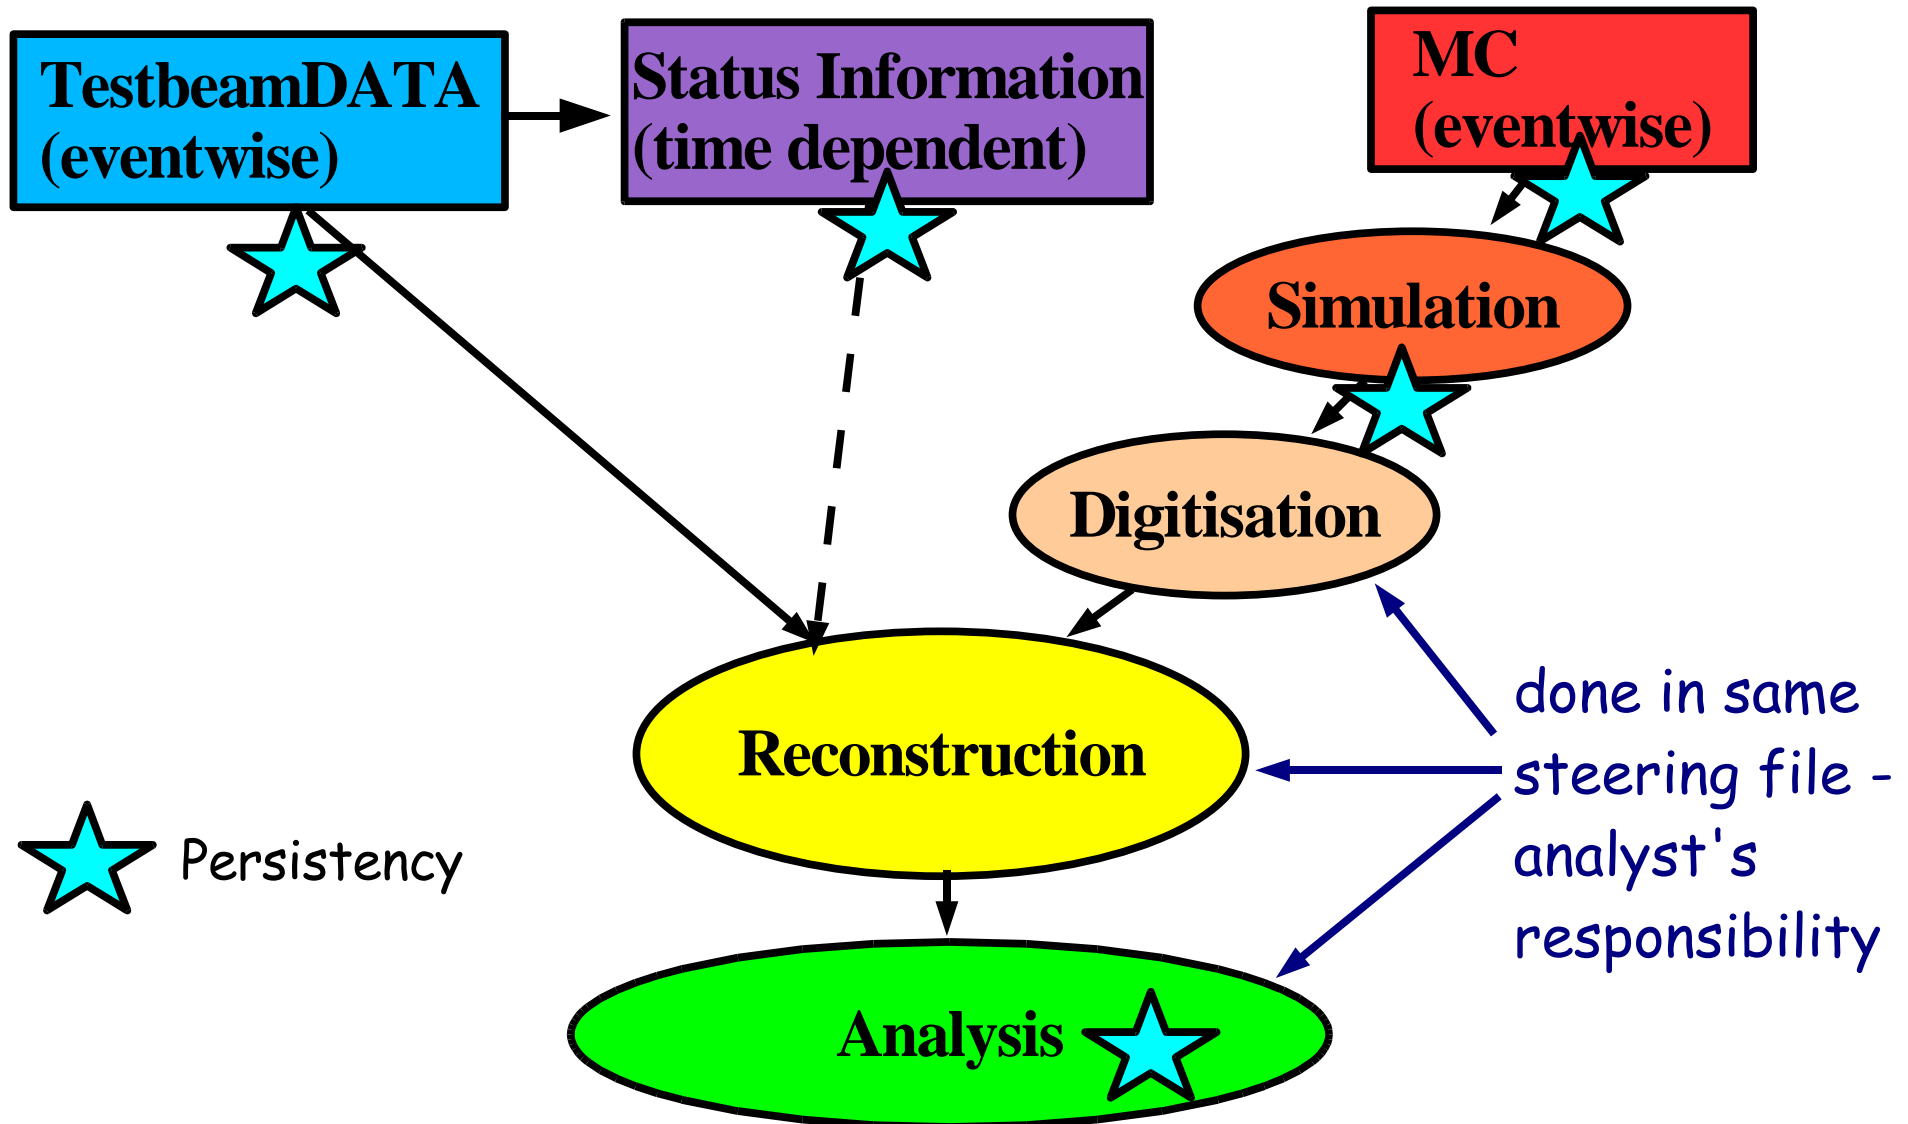 TestbeamDATA
(eventwise)
Status Information
(time dependent)
MC
(eventwise)
Simulation
Digitisation
Reconstruction
done in same
steering file -
analyst's
responsibility
Persistency
Analysis